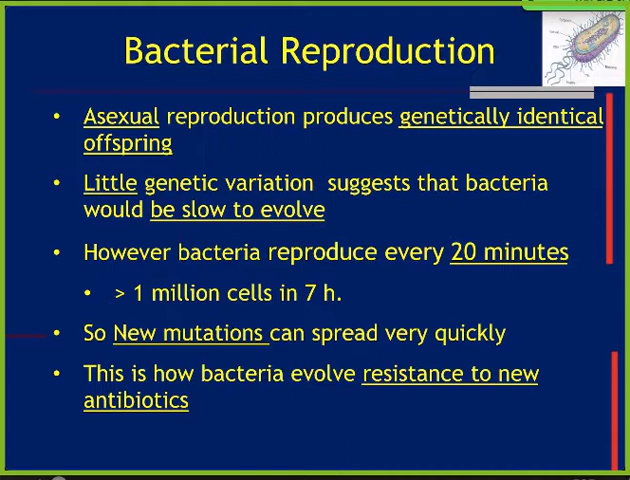 Bacterial Reproduction
• Asexual reproduction produces genetically identical
offspring
• Little genetic variation suggests that bacteria
would be slow to evolve
• However bacteria reproduce every 20 minutes
• > 1 million cells in 7 h.
• So New mutations can spread very quickly
• This is how bacteria evolve resistance to new
antibiotics